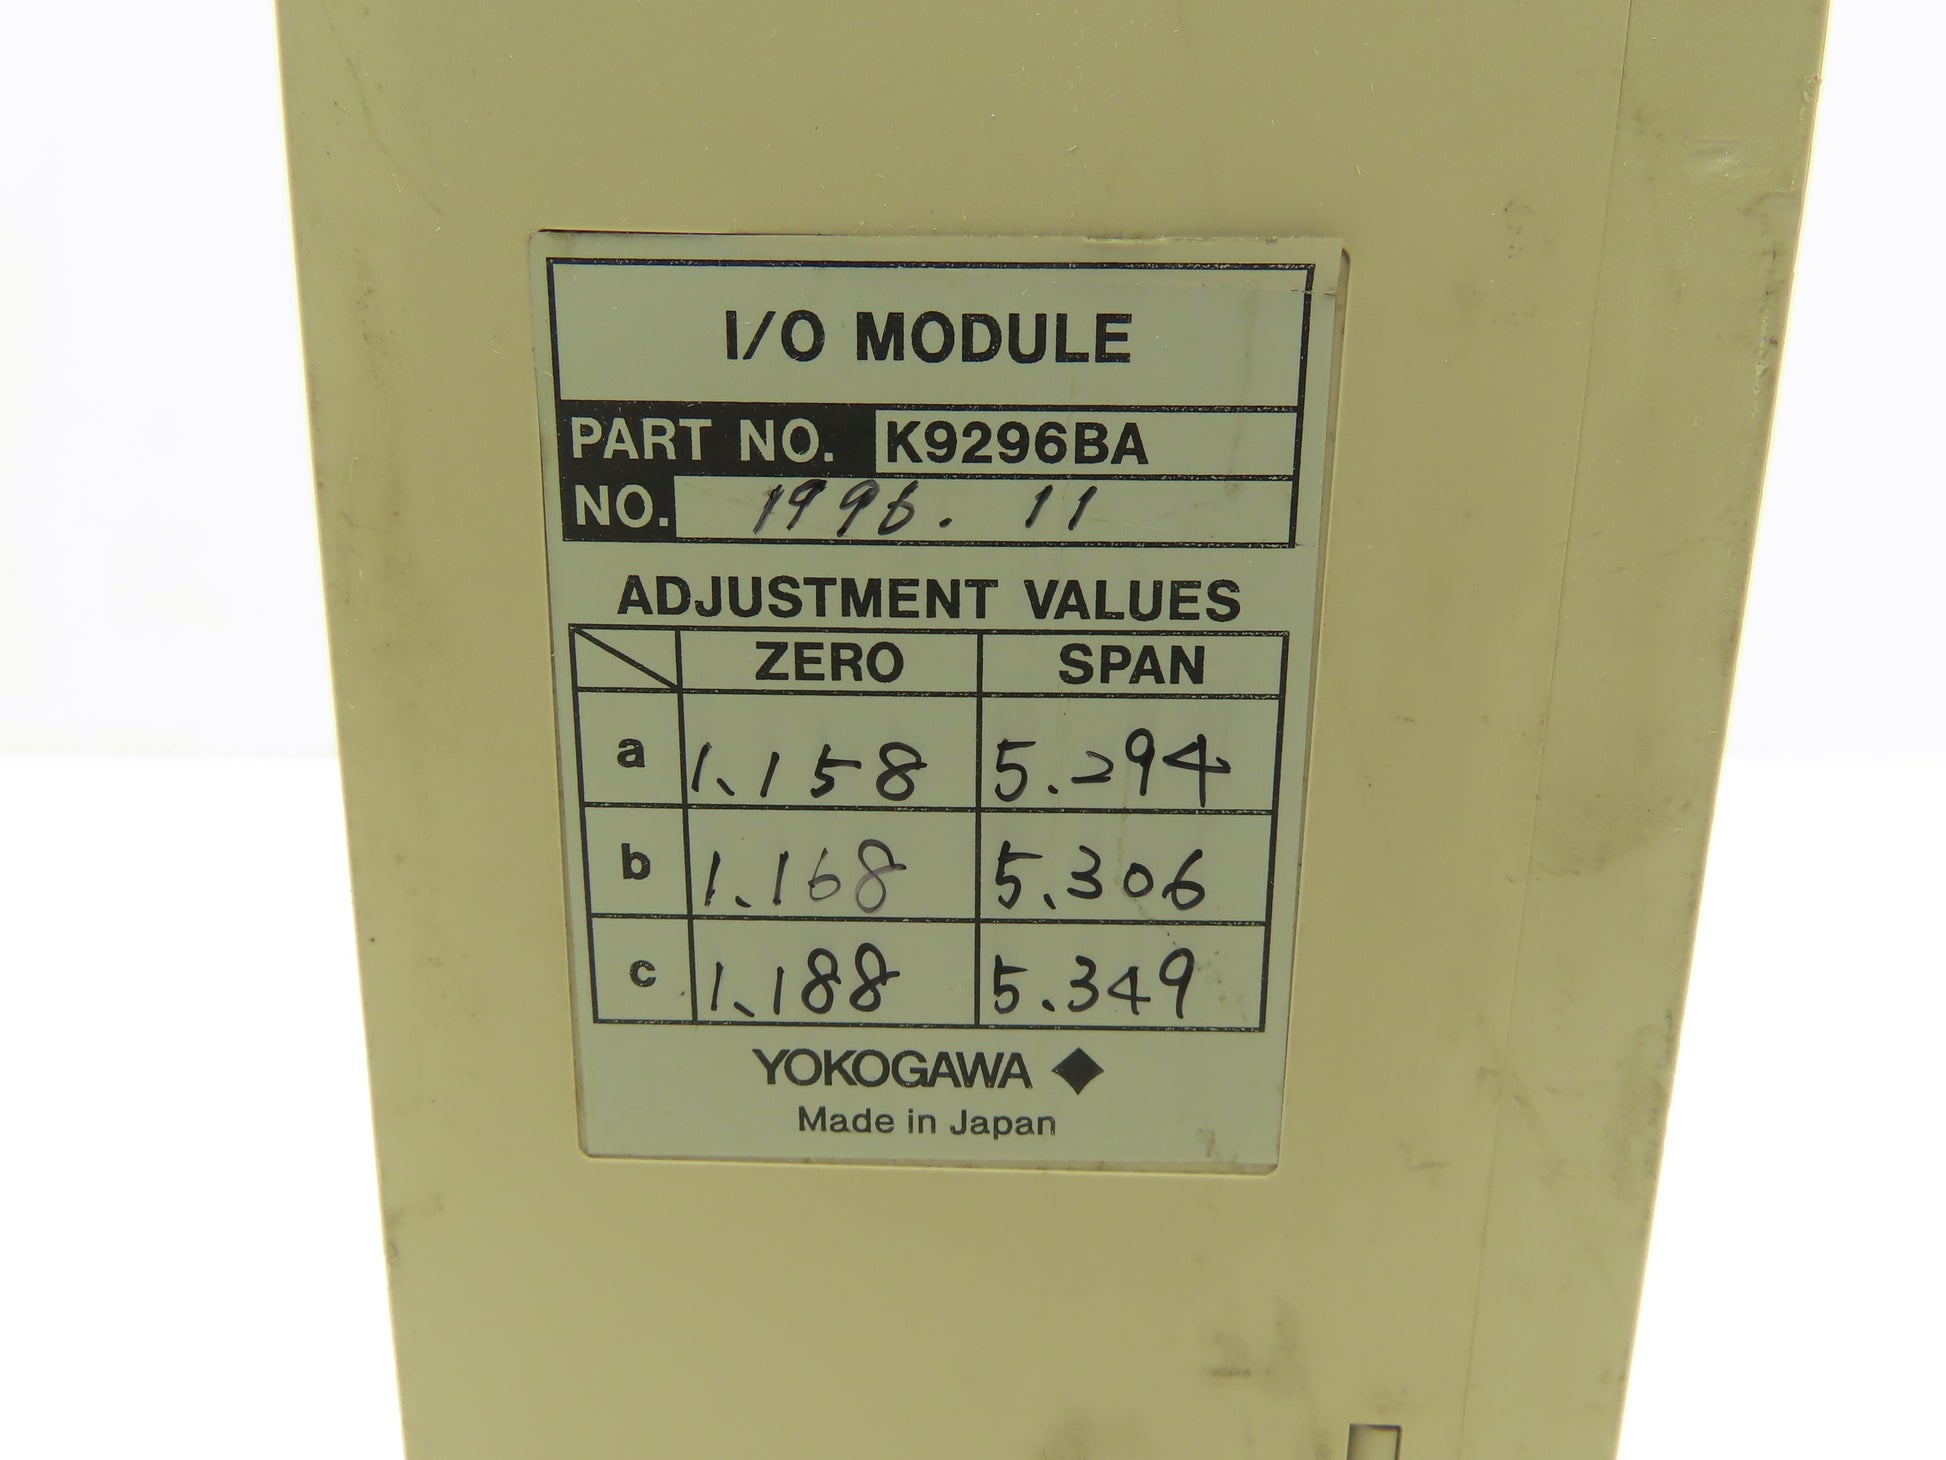 I/O MODULE
PART NO. K9296BA
NO. 1996. 11
ADJUSTMENT VALUES
ZERO SPAN
a 1.158 5.294
b 1.168 5.306
c 1.188 5.349
YOKOGAWA
Made in Japan